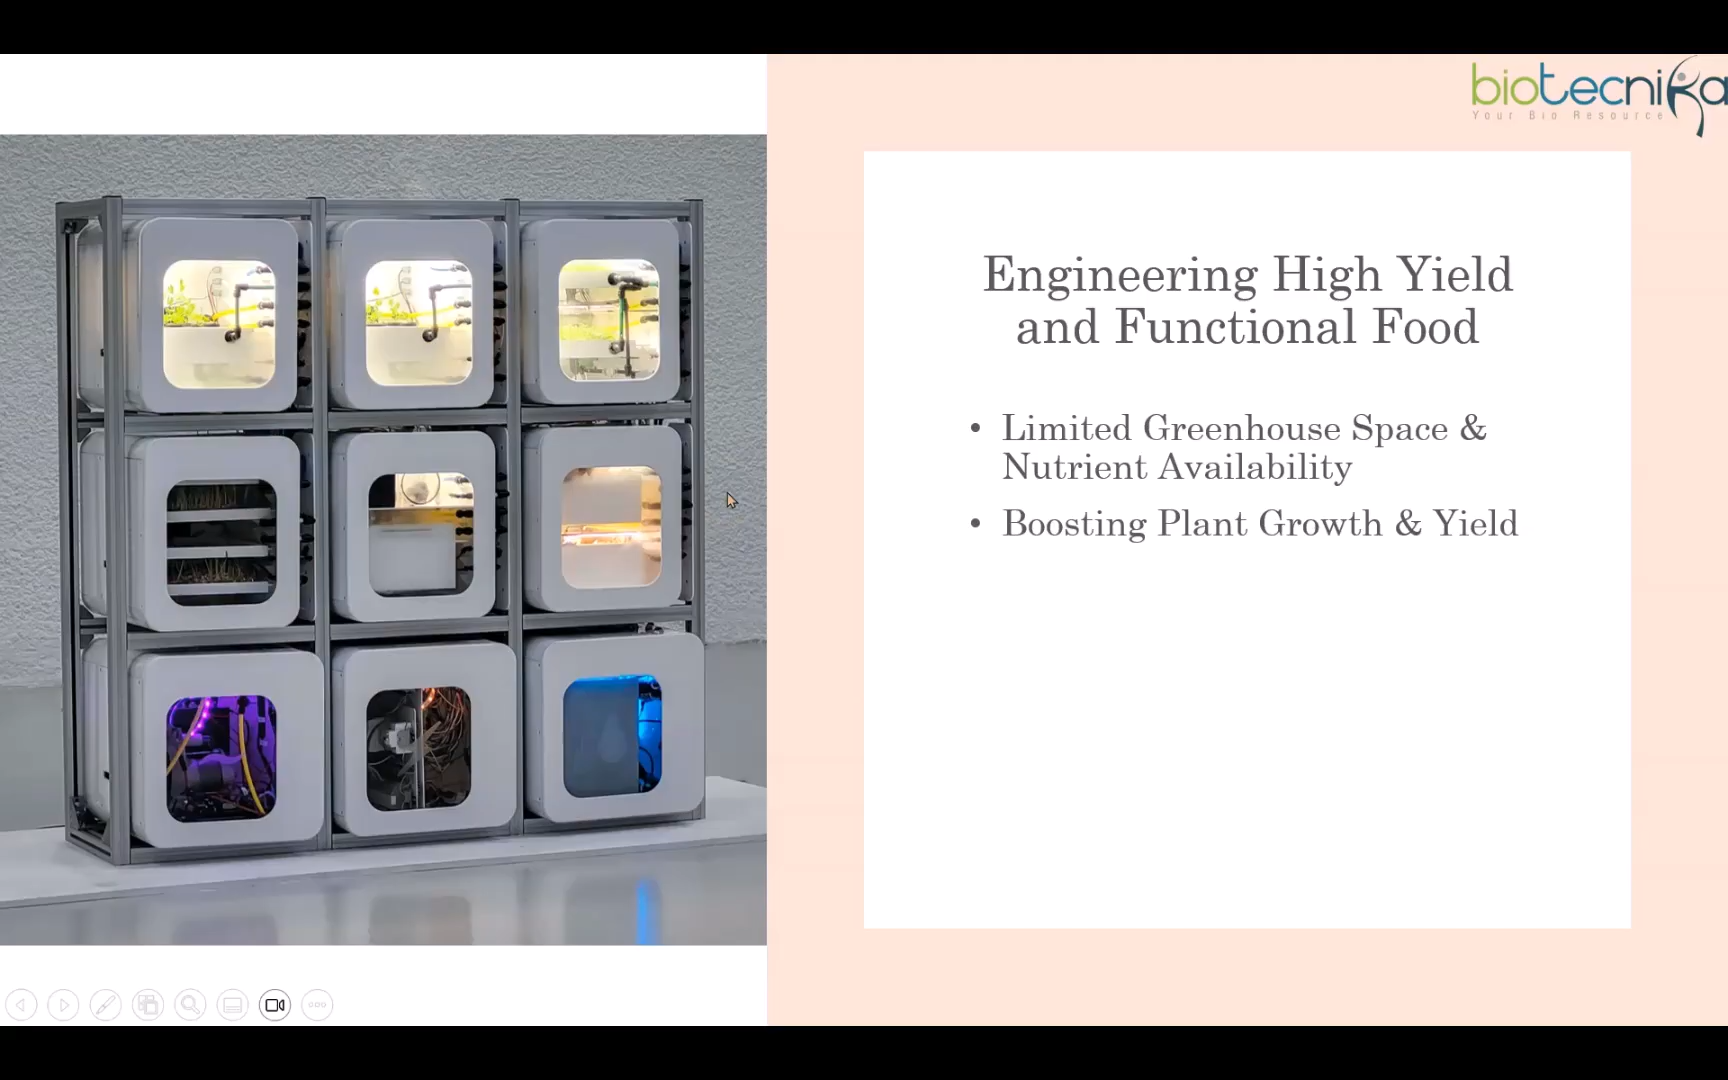 biotecnika
Your Bio Resource
Engineering High Yield
and Functional Food
• Limited Greenhouse Space &
Nutrient Availability
• Boosting Plant Growth & Yield